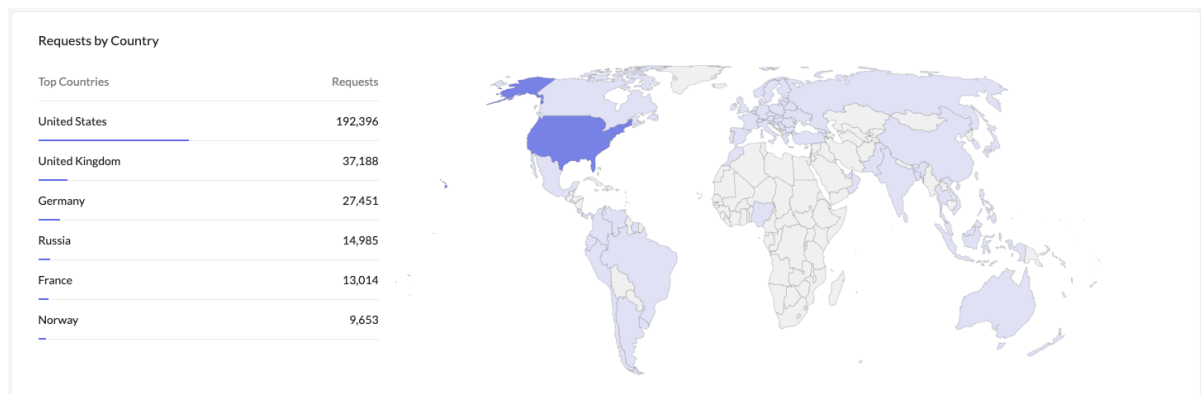 Requests by Country
Top Countries Requests
United States 192,396
United Kingdom 37,188
Germany 27,451
Russia 14,985
France 13,014
Norway 9,653